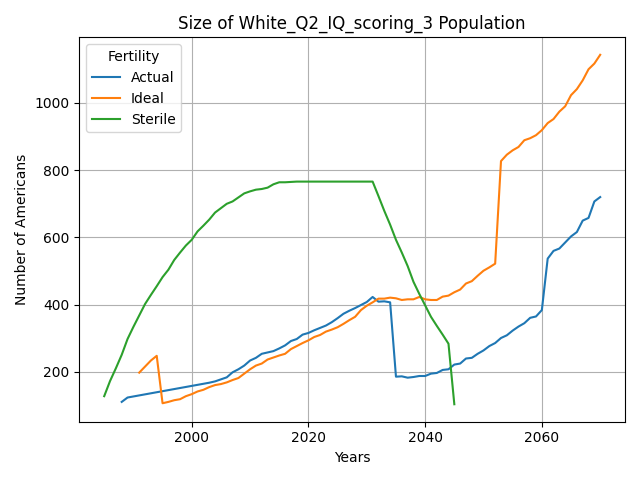 Size of White_Q2_IQ_scoring_3 Population
Fertility
Actual
Ideal
Sterile
Number of Americans
1000
800
600
400
200
2000
2020
2040
2060
Years